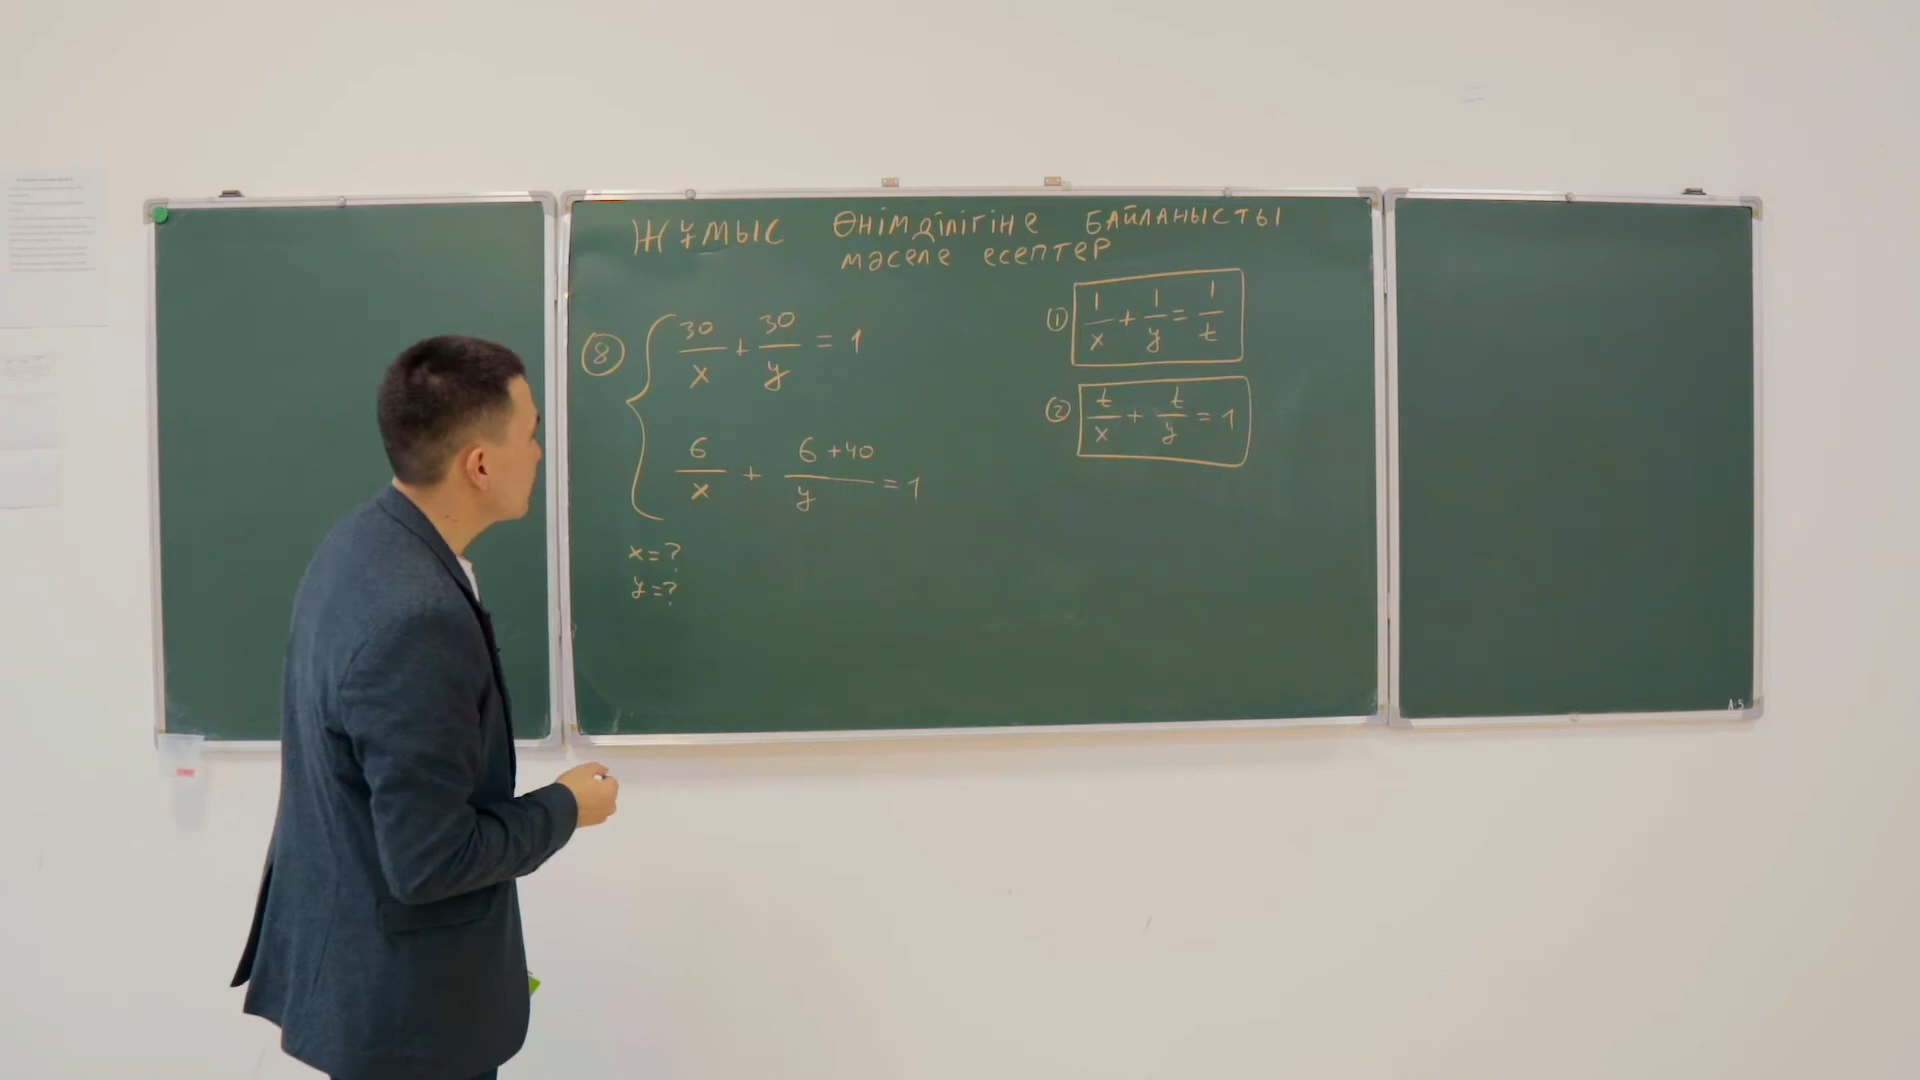 ЖҰМЫС ӨНІМДІЛІГІНЕ БАЙЛАНЫСТЫ
МӘСЕЛЕ ЕСЕПТЕР
8 30/x + 30/y = 1
6/x + 6+40/y = 1
x=?
y=?
1 1/x + 1/y = 1/t
2 t/x + t/y = 1
A-5